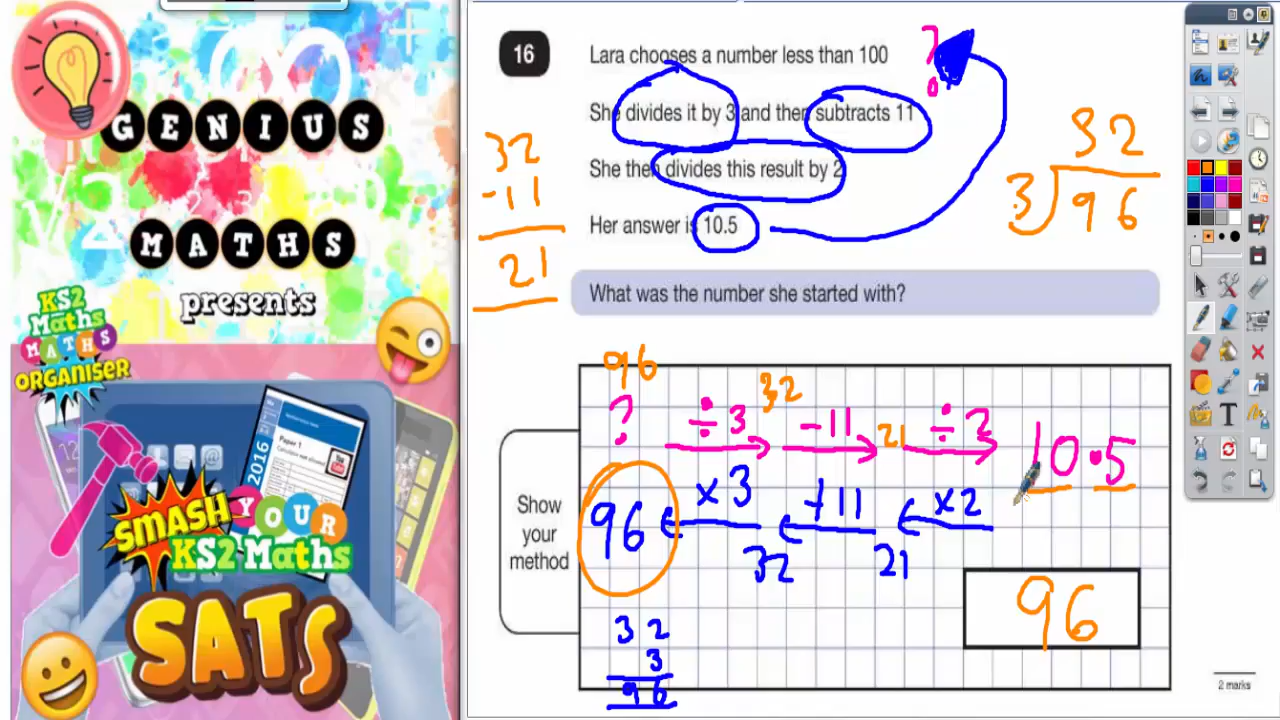 GENIUS
MATHS
presents
KS2
Maths
MATHS
ORGANISER
2016
Paper 1
You
Tube
SMASH
YOUR
KS2 Maths
SATS
16
Lara chooses a number less than 100
?
She divides it by 3 and then subtracts 11
She then divides this result by 2
Her answer is 10.5
32
-11
21
32
3 96
What was the number she started with?
Show
your
method
96
? ÷3 32 -11 21 ÷2 10.5
96 ×3 +11 ×2
32 21
32
3
96
96
2 marks
T